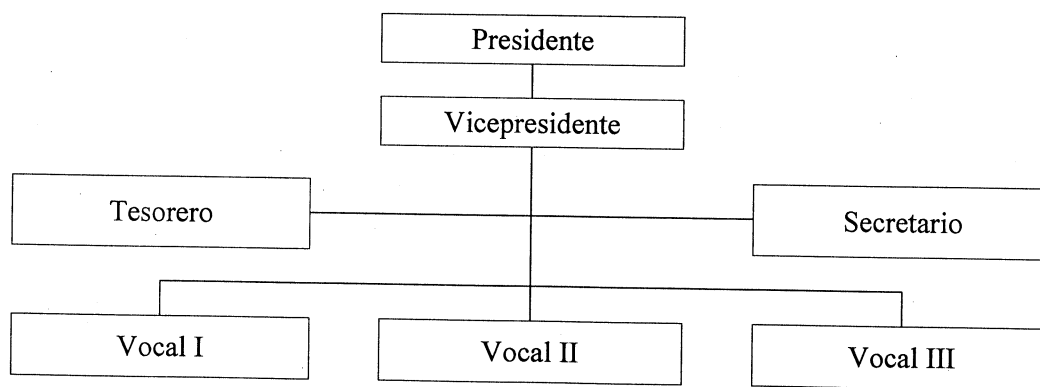 Presidente
Vicepresidente
Tesorero
Secretario
Vocal I
Vocal II
Vocal III